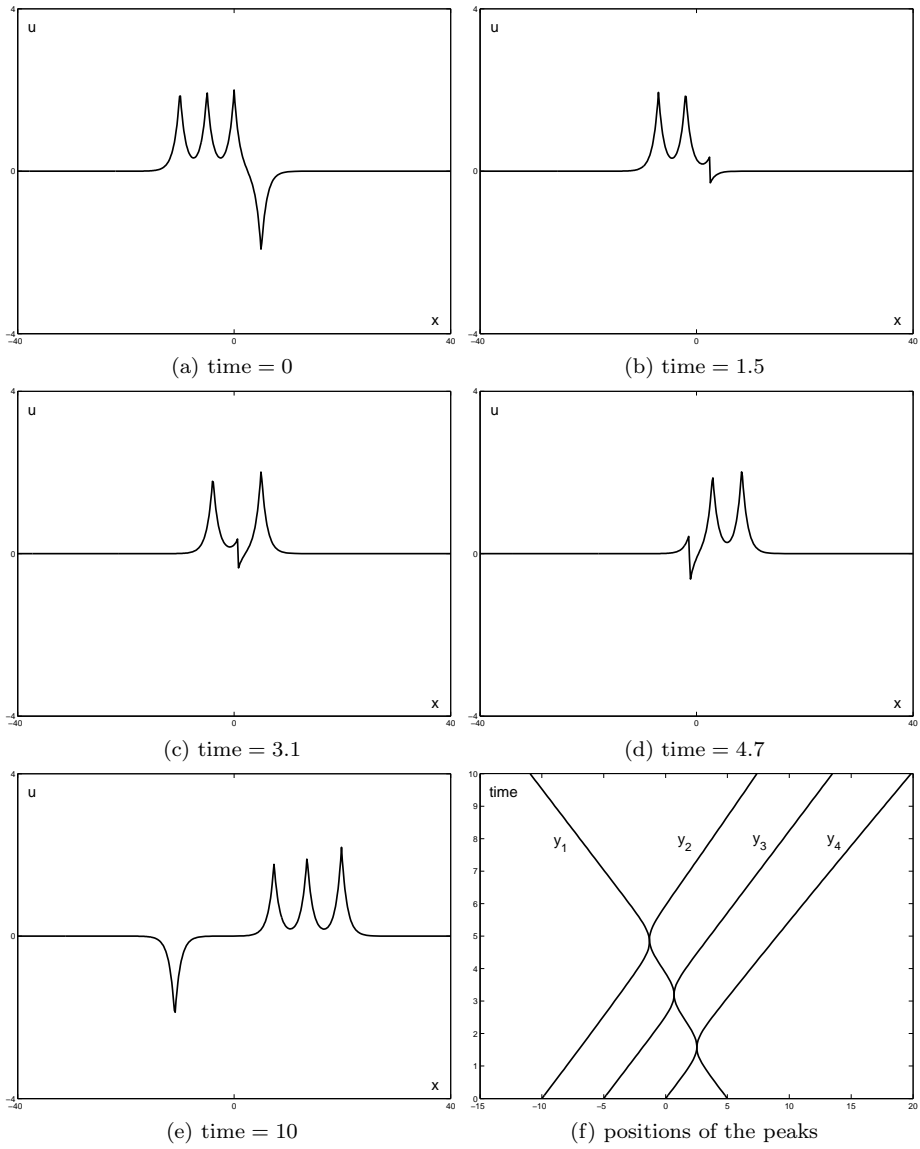 4
u
0
x
−4
−40 0 40
(a) time = 0
4
u
0
x
−4
−40 0 40
(b) time = 1.5
4
u
0
x
−4
−40 0 40
(c) time = 3.1
4
u
0
x
−4
−40 0 40
(d) time = 4.7
4
u
0
x
−4
−40 0 40
(e) time = 10
10
time
9
8
y1 y2 y3 y4
7
6
5
4
3
2
1
0
−15 −10 −5 0 5 10 15 20
(f) positions of the peaks